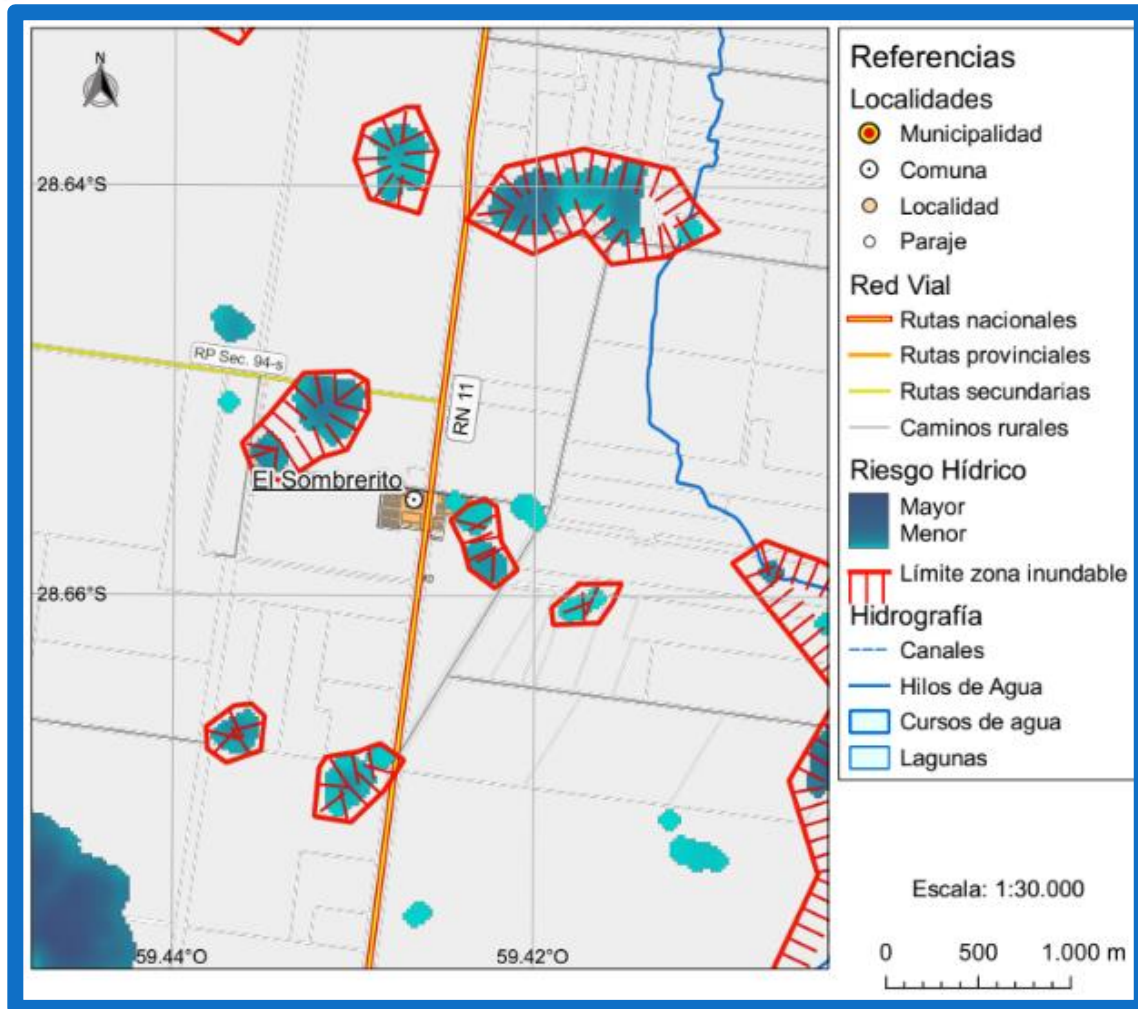 N
28.64°S
RP Sec. 94-s
RN 11
El Sombrerito
28.66°S
59.44°O
59.42°O
Referencias
Localidades
Municipalidad
Comuna
Localidad
Paraje
Red Vial
Rutas nacionales
Rutas provinciales
Rutas secundarias
Caminos rurales
Riesgo Hídrico
Mayor
Menor
Límite zona inundable
Hidrografía
Canales
Hilos de Agua
Cursos de agua
Lagunas
Escala: 1:30.000
0 500 1.000 m